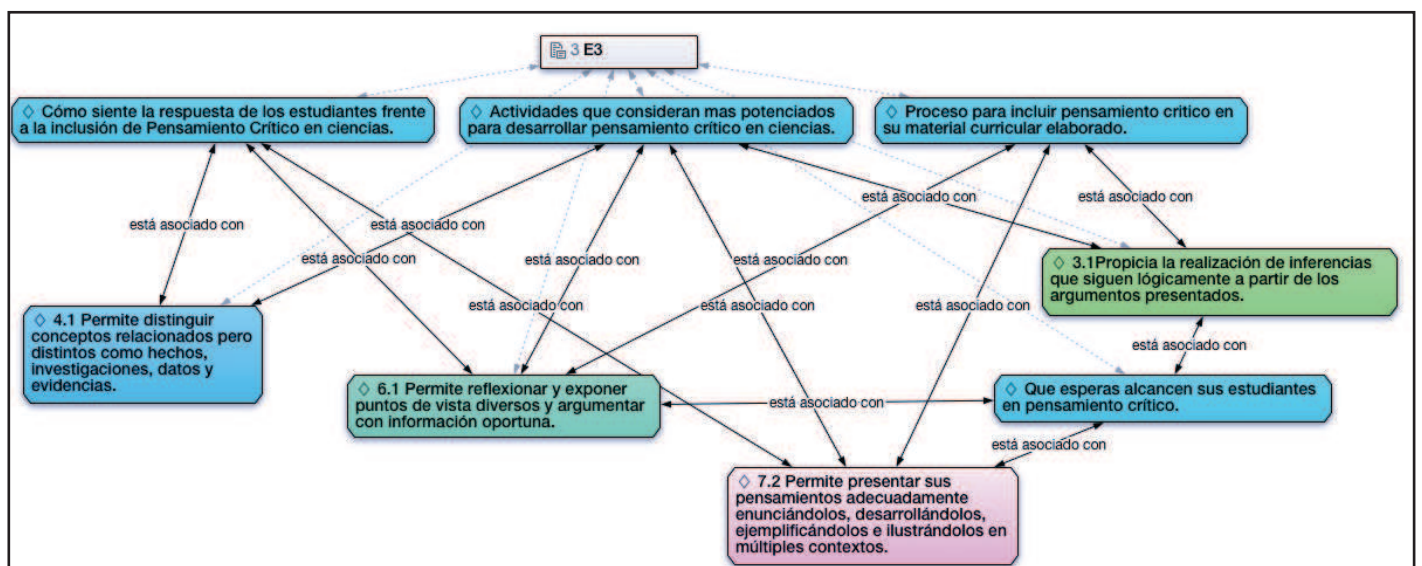 3 E3
◇ Cómo siente la respuesta de los estudiantes frente
a la inclusión de Pensamiento Crítico en ciencias.
◇ Actividades que consideran mas potenciados
para desarrollar pensamiento crítico en ciencias.
◇ Proceso para incluir pensamiento critico en
su material curricular elaborado.
está asociado con
está asociado con
está asociado con
está asociado con
está asociado con
está asociado con
está asociado con
◇ 3.1Propicia la realización de inferencias
que siguen lógicamente a partir de los
argumentos presentados.
está asociado con
está asociado con
está asociado con
◇ 4.1 Permite distinguir
conceptos relacionados pero
distintos como hechos,
investigaciones, datos y
evidencias.
está asociado con
◇ 6.1 Permite reflexionar y exponer
puntos de vista diversos y argumentar
con información oportuna.
está asociado con
◇ Que esperas alcancen sus estudiantes
en pensamiento crítico.
está asociado con
◇ 7.2 Permite presentar sus
pensamientos adecuadamente
enunciándolos, desarrollándolos,
ejemplificándolos e ilustrándolos en
múltiples contextos.